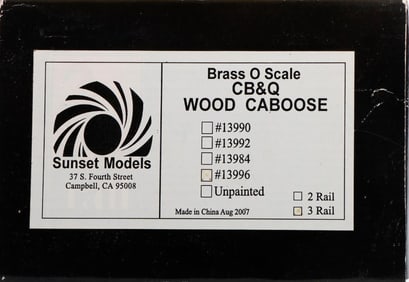 Sunset Models
37 S. Fourth Street
Campbell, CA 95008
Brass O Scale
CB&Q
WOOD CABOOSE
#13990
#13992
#13984
#13996
Unpainted
2 Rail
3 Rail
Made in China Aug 2007